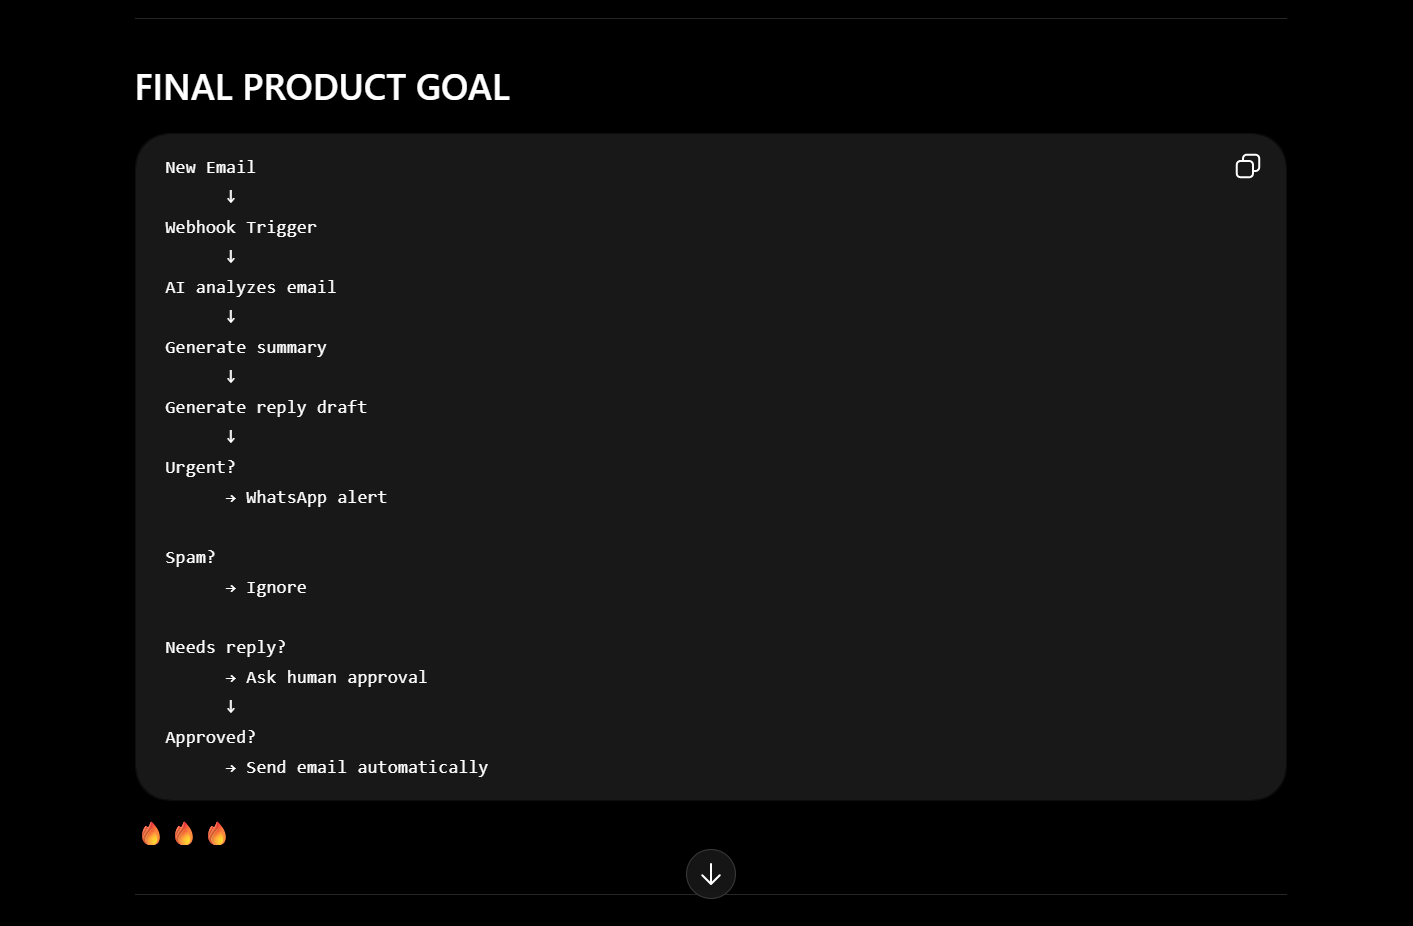 FINAL PRODUCT GOAL
New Email
↓
Webhook Trigger
↓
AI analyzes email
↓
Generate summary
↓
Generate reply draft
↓
Urgent?
→ WhatsApp alert
Spam?
→ Ignore
Needs reply?
→ Ask human approval
↓
Approved?
→ Send email automatically
🔥 🔥 🔥